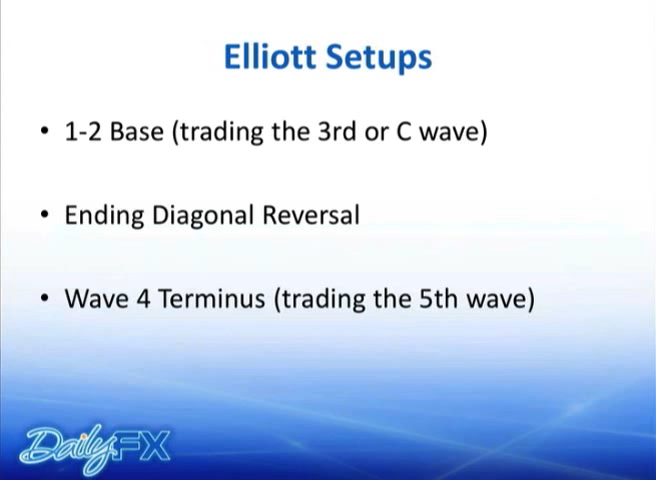 Elliott Setups
• 1-2 Base (trading the 3rd or C wave)
• Ending Diagonal Reversal
• Wave 4 Terminus (trading the 5th wave)
DailyFX